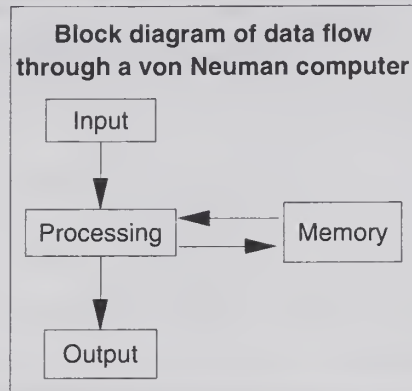 Block diagram of data flow
through a von Neuman computer
Input
Processing
Memory
Output